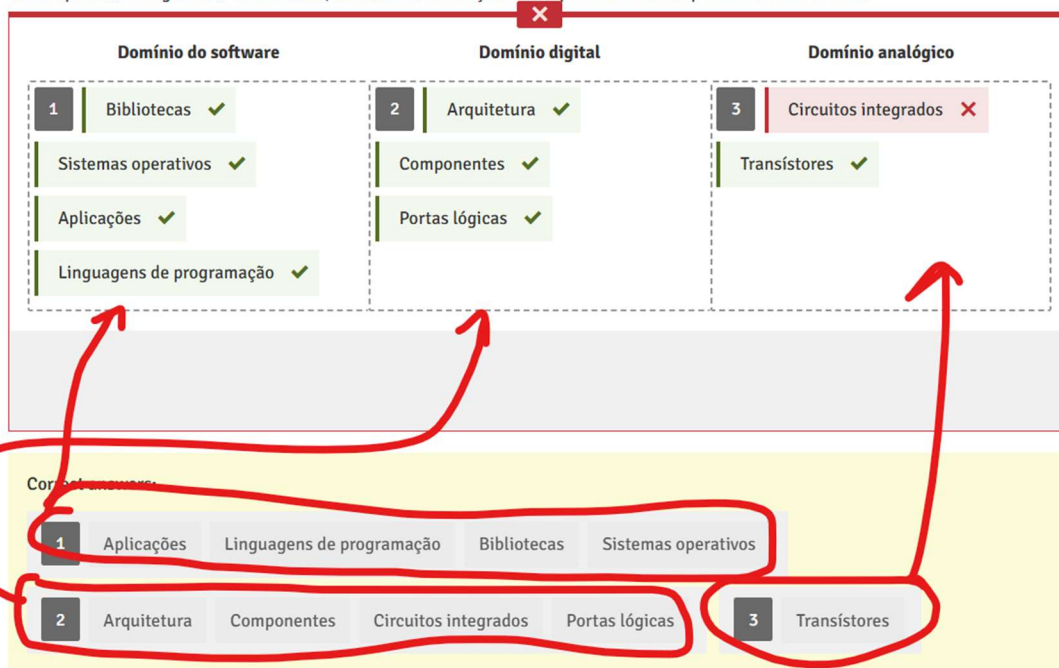 Domínio do software Domínio digital Domínio analógico
1 Bibliotecas 2 Arquitetura 3 Circuitos integrados
Sistemas operativos Componentes Transístores
Aplicações Portas lógicas
Linguagens de programação
1 Aplicações Linguagens de programação Bibliotecas Sistemas operativos
2 Arquitetura Componentes Circuitos integrados Portas lógicas 3 Transístores